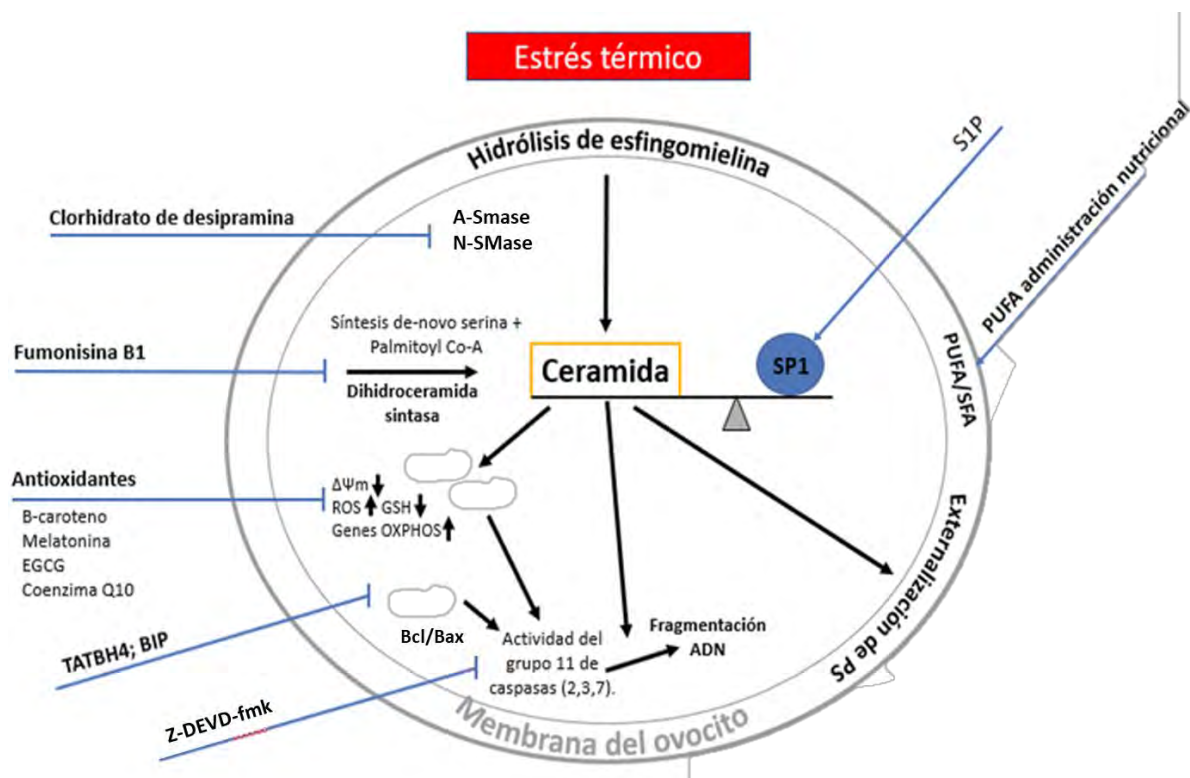 Estrés térmico
Hidrólisis de esfingomielina
S1P
PUFA administración nutricional
Clorhidrato de desipramina
A-Smase
N-SMase
Síntesis de-novo serina +
Palmitoyl Co-A
Fumonisina B1
Dihidroceramida
sintasa
Ceramida
SP1
PUFA/SFA
Antioxidantes
B-caroteno
Melatonina
EGCG
Coenzima Q10
ΔΨm
ROS GSH
Genes OXPHOS
Externalización de PS
TATBH4; BIP
Bcl/Bax
Actividad del
grupo 11 de
caspasas (2,3,7).
Fragmentación
ADN
Z-DEVD-fmk
Membrana del ovocito